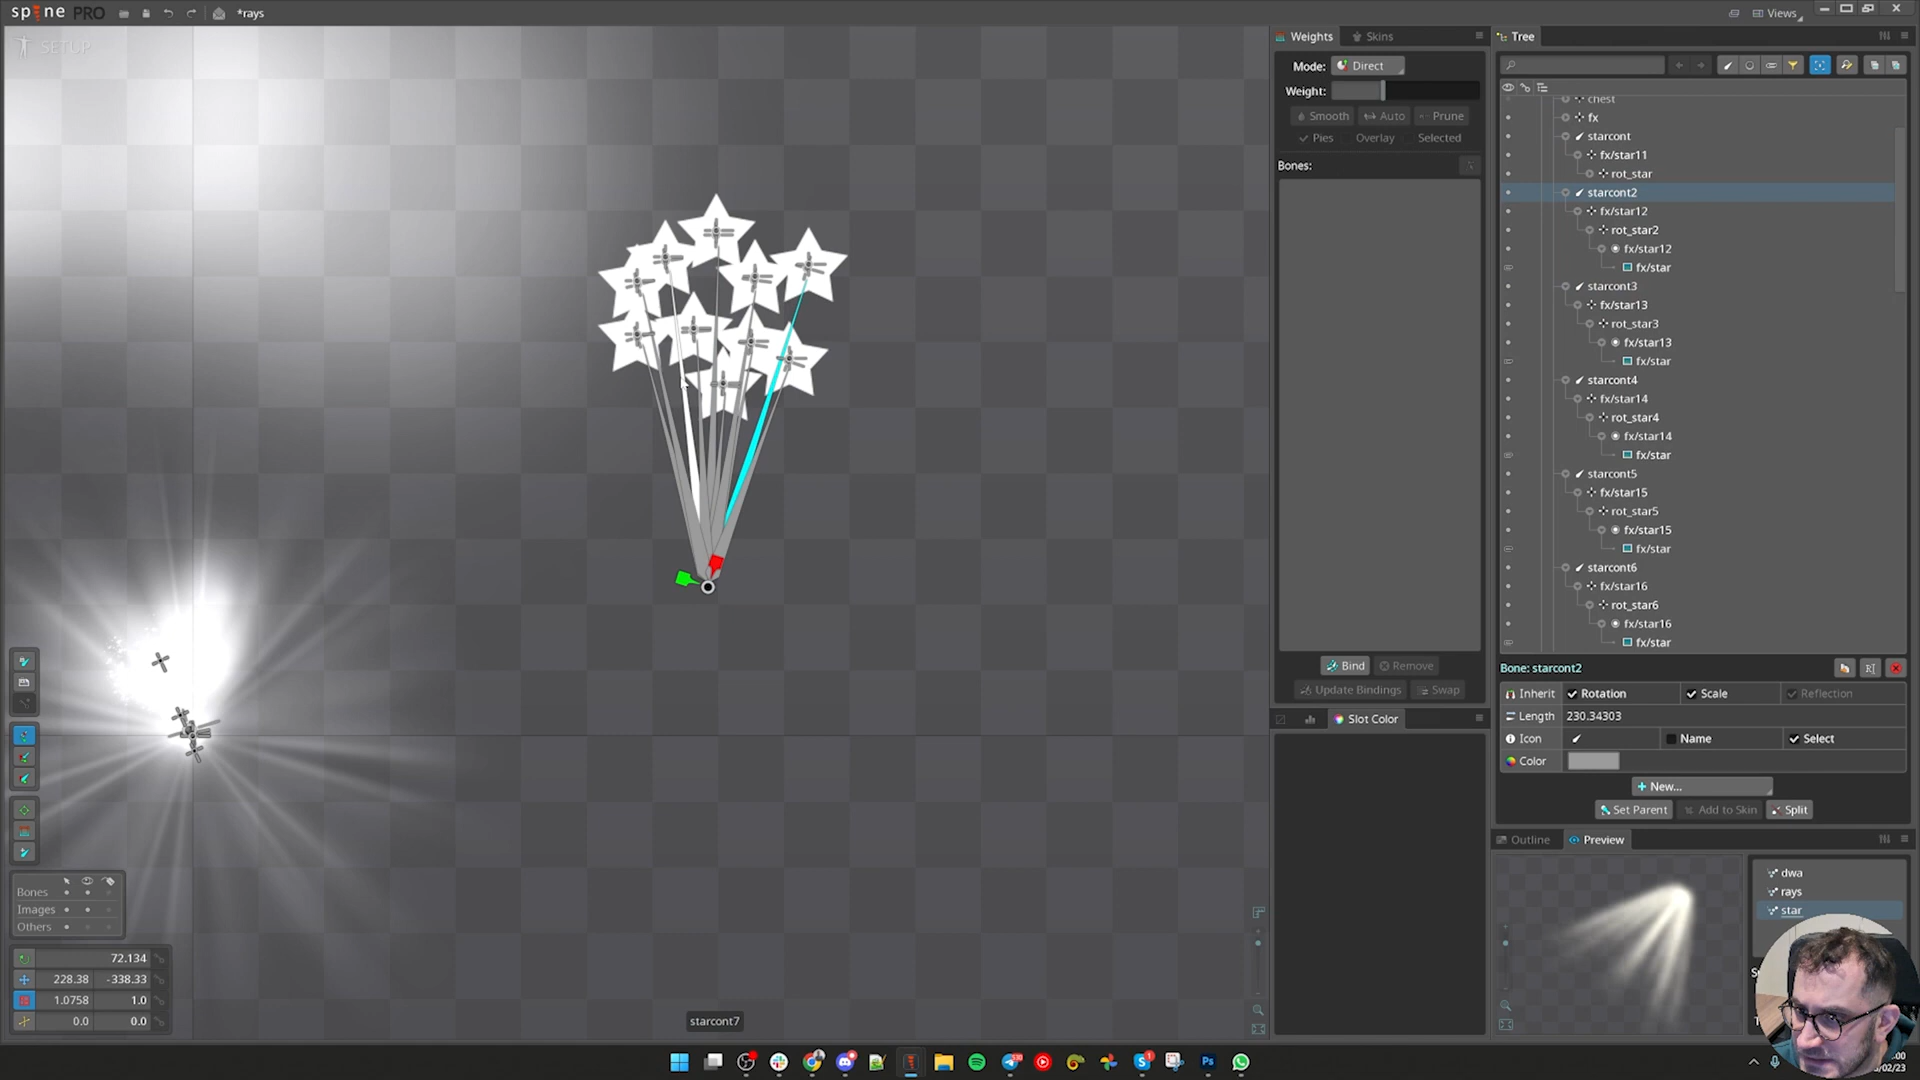 spine PRO
*rays
Views
SETUP
Weights
Skins
Tree
Mode:
Direct
Weight:
Smooth
Auto
Prune
Pies
Overlay
Selected
Bones:
Bind
Remove
Update Bindings
Swap
Slot Color
chest
fx
starcont
fx/star11
rot_star
starcont2
fx/star12
rot_star2
fx/star12
fx/star
starcont3
fx/star13
rot_star3
fx/star13
fx/star
starcont4
fx/star14
rot_star4
fx/star14
fx/star
starcont5
fx/star15
rot_star5
fx/star15
fx/star
starcont6
fx/star16
rot_star6
fx/star16
fx/star
Bone: starcont2
Inherit
Rotation
Scale
Reflection
Length
230.34303
Icon
Name
Select
Color
New...
Set Parent
Add to Skin
Split
Outline
Preview
dwa
rays
star
Bones
Images
Others
72.134
228.38 -338.33
1.0758 1.0
0.0 0.0
starcont7